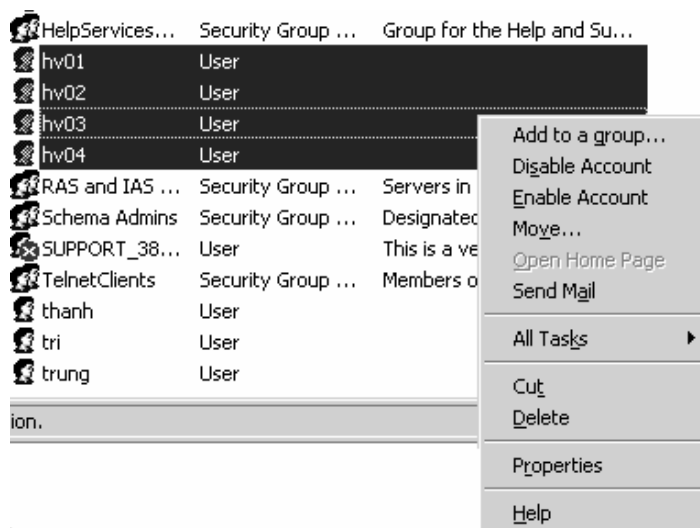 HelpServices... Security Group ... Group for the Help and Su...
hv01 User
hv02 User
hv03 User
hv04 User
RAS and IAS ... Security Group ... Servers in
Schema Admins Security Group ... Designated
SUPPORT_38... User This is a ve
TelnetClients Security Group ... Members o
thanh User
tri User
trung User
ion.
Add to a group...
Disable Account
Enable Account
Move...
Open Home Page
Send Mail
All Tasks
Cut
Delete
Properties
Help